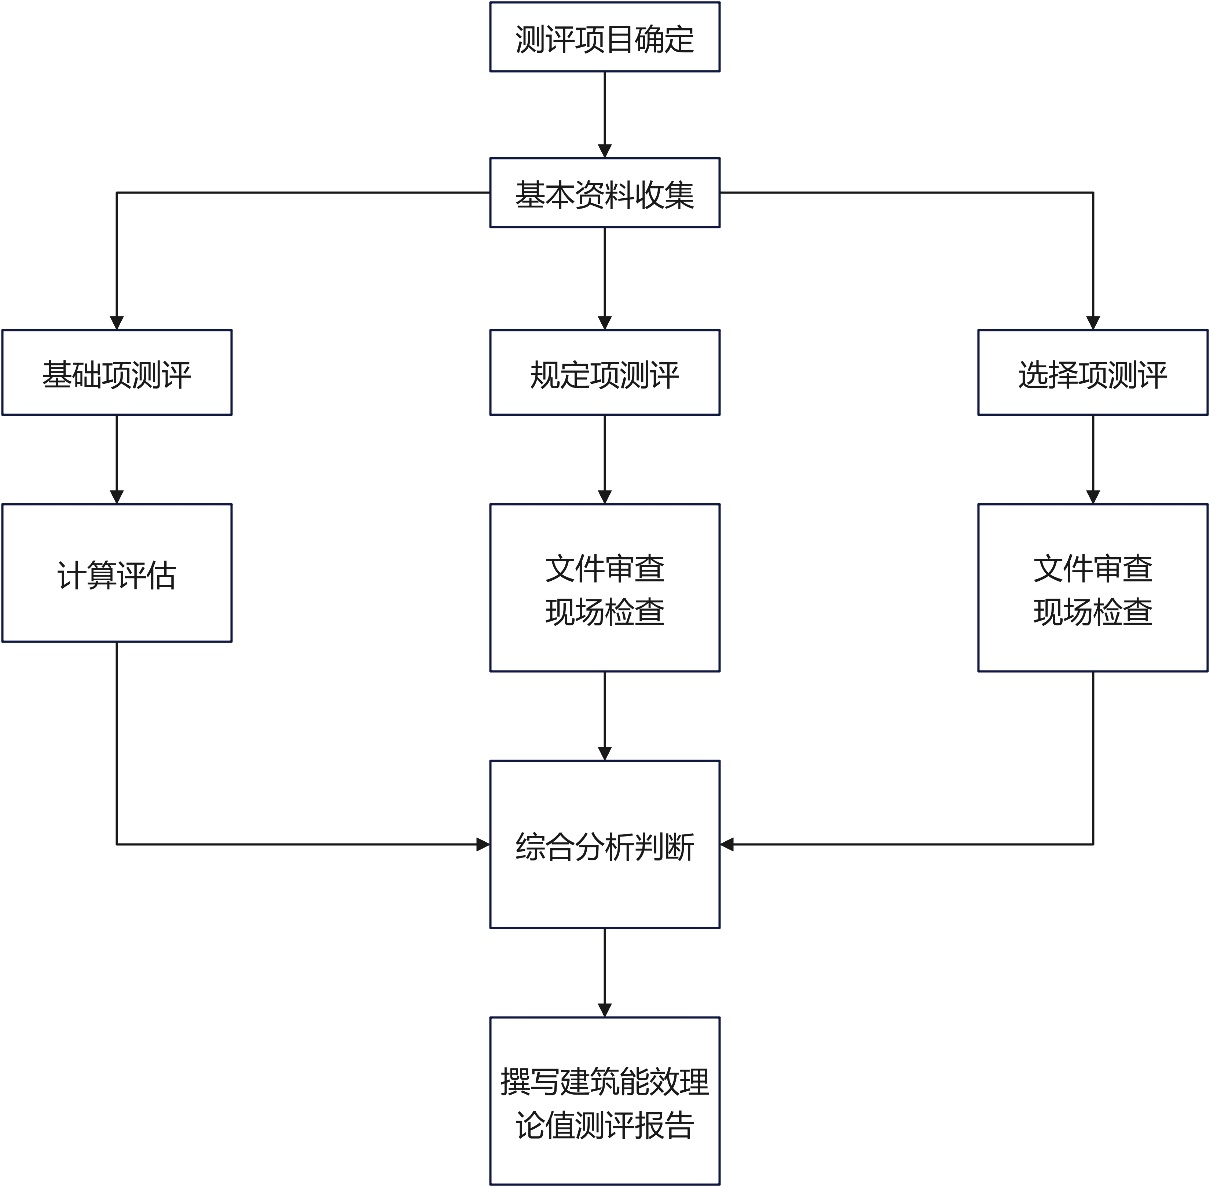 测评项目确定
基本资料收集
基础项测评
规定项测评
选择项测评
计算评估
文件审查
现场检查
文件审查
现场检查
综合分析判断
撰写建筑能效理
论值测评报告